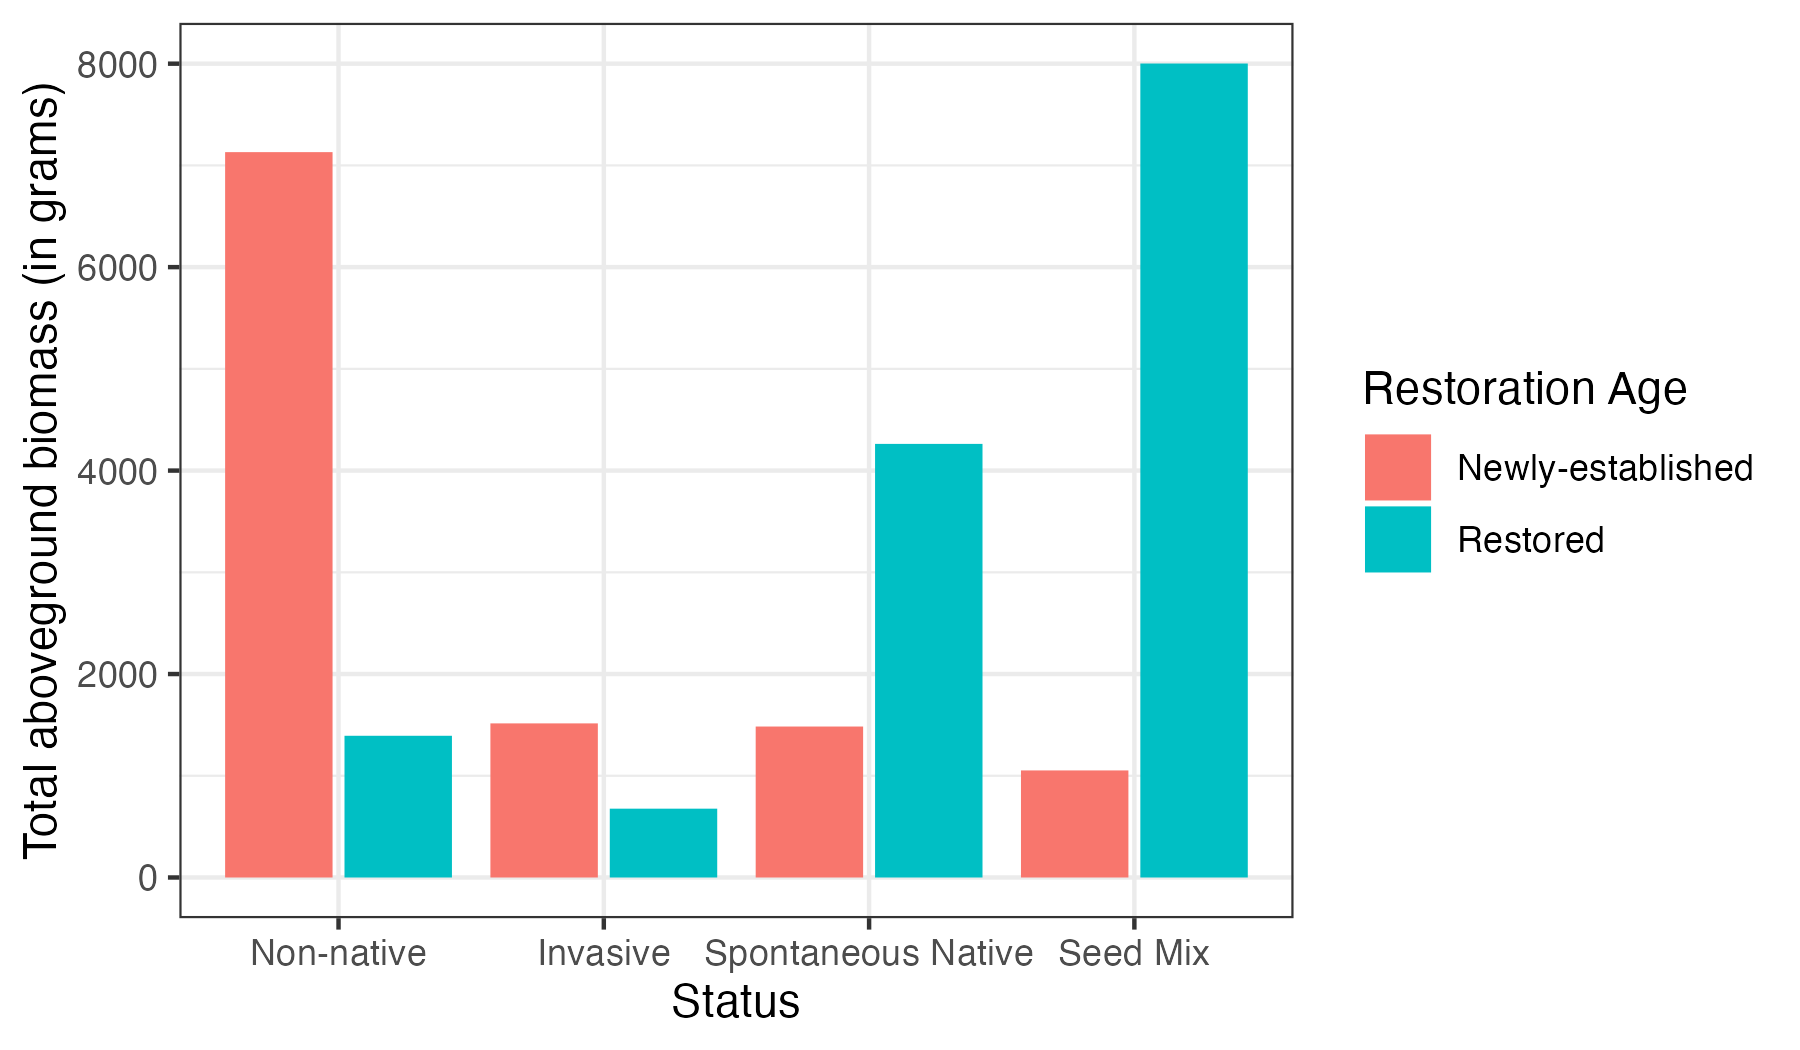 Total aboveground biomass (in grams)
8000
6000
4000
2000
0
Non-native
Invasive
Spontaneous Native
Seed Mix
Status
Restoration Age
Newly-established
Restored